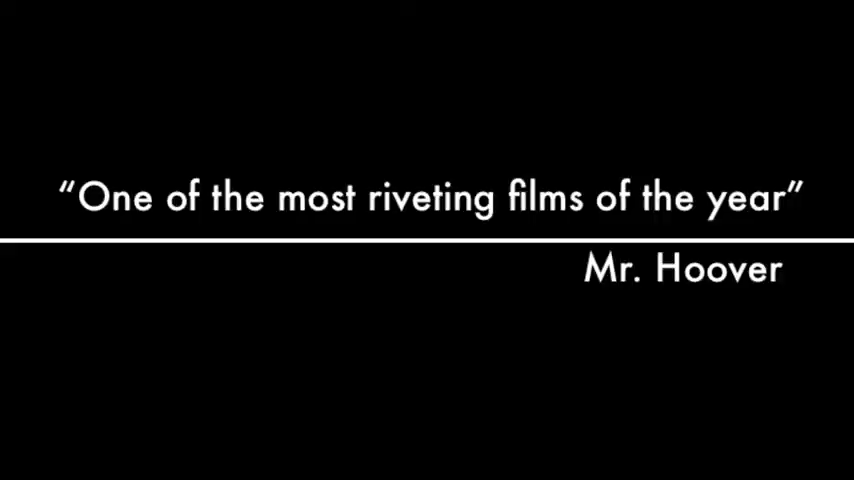 “One of the most riveting films of the year”
Mr. Hoover